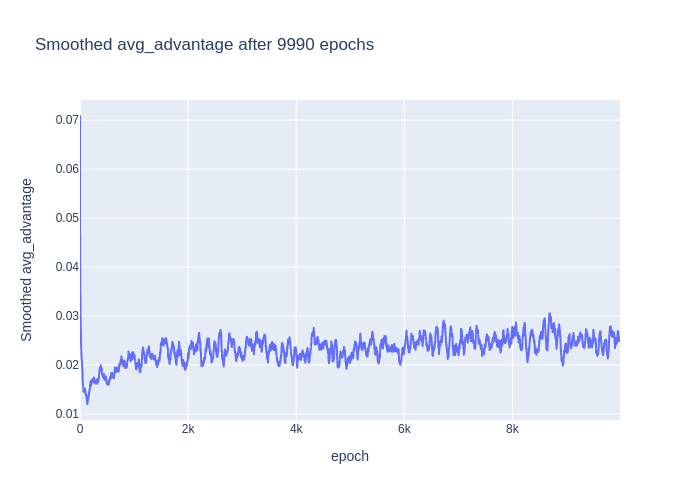 Smoothed avg_advantage after 9990 epochs
0.07
0.06
0.05
0.04
0.03
0.02
0.01
Smoothed avg_advantage
0 2k 4k 6k 8k
epoch